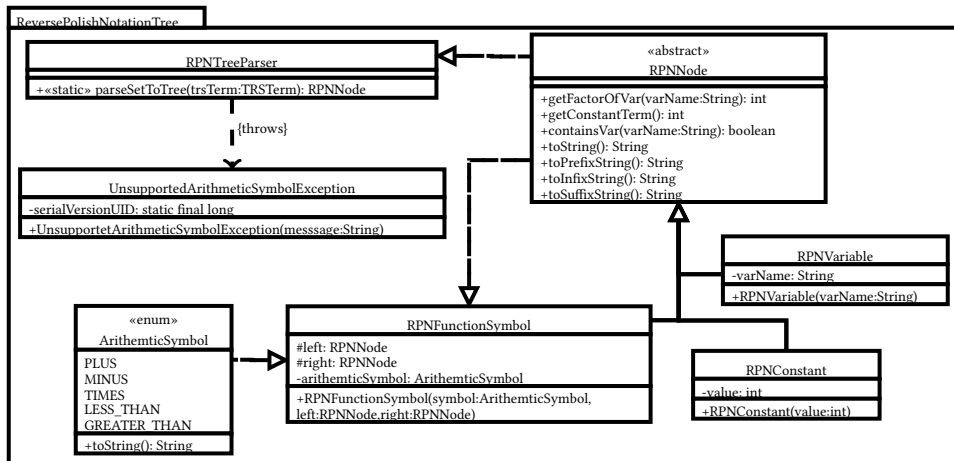 ReversePolishNotationTree
RPNTreeParser
+«static» parseSetToTree(trsTerm:TRSTerm): RPNNode
{throws}
UnsupportedArithmeticSymbolException
-serialVersionUID: static final long
+UnsupportetArithmeticSymbolException(messsage:String)
«abstract»
RPNNode
+getFactorOfVar(varName:String): int
+getConstantTerm(): int
+containsVar(varName:String): boolean
+toString(): String
+toPrefixString(): String
+toInfixString(): String
+toSuffixString(): String
RPNVariable
-varName: String
+RPNVariable(varName:String)
«enum»
ArithemticSymbol
PLUS
MINUS
TIMES
LESS_THAN
GREATER_THAN
+toString(): String
RPNFunctionSymbol
#left: RPNNode
#right: RPNNode
-arithemticSymbol: ArithemticSymbol
+RPNFunctionSymbol(symbol:ArithemticSymbol,
left:RPNNode,right:RPNNode)
RPNConstant
-value: int
+RPNConstant(value:int)